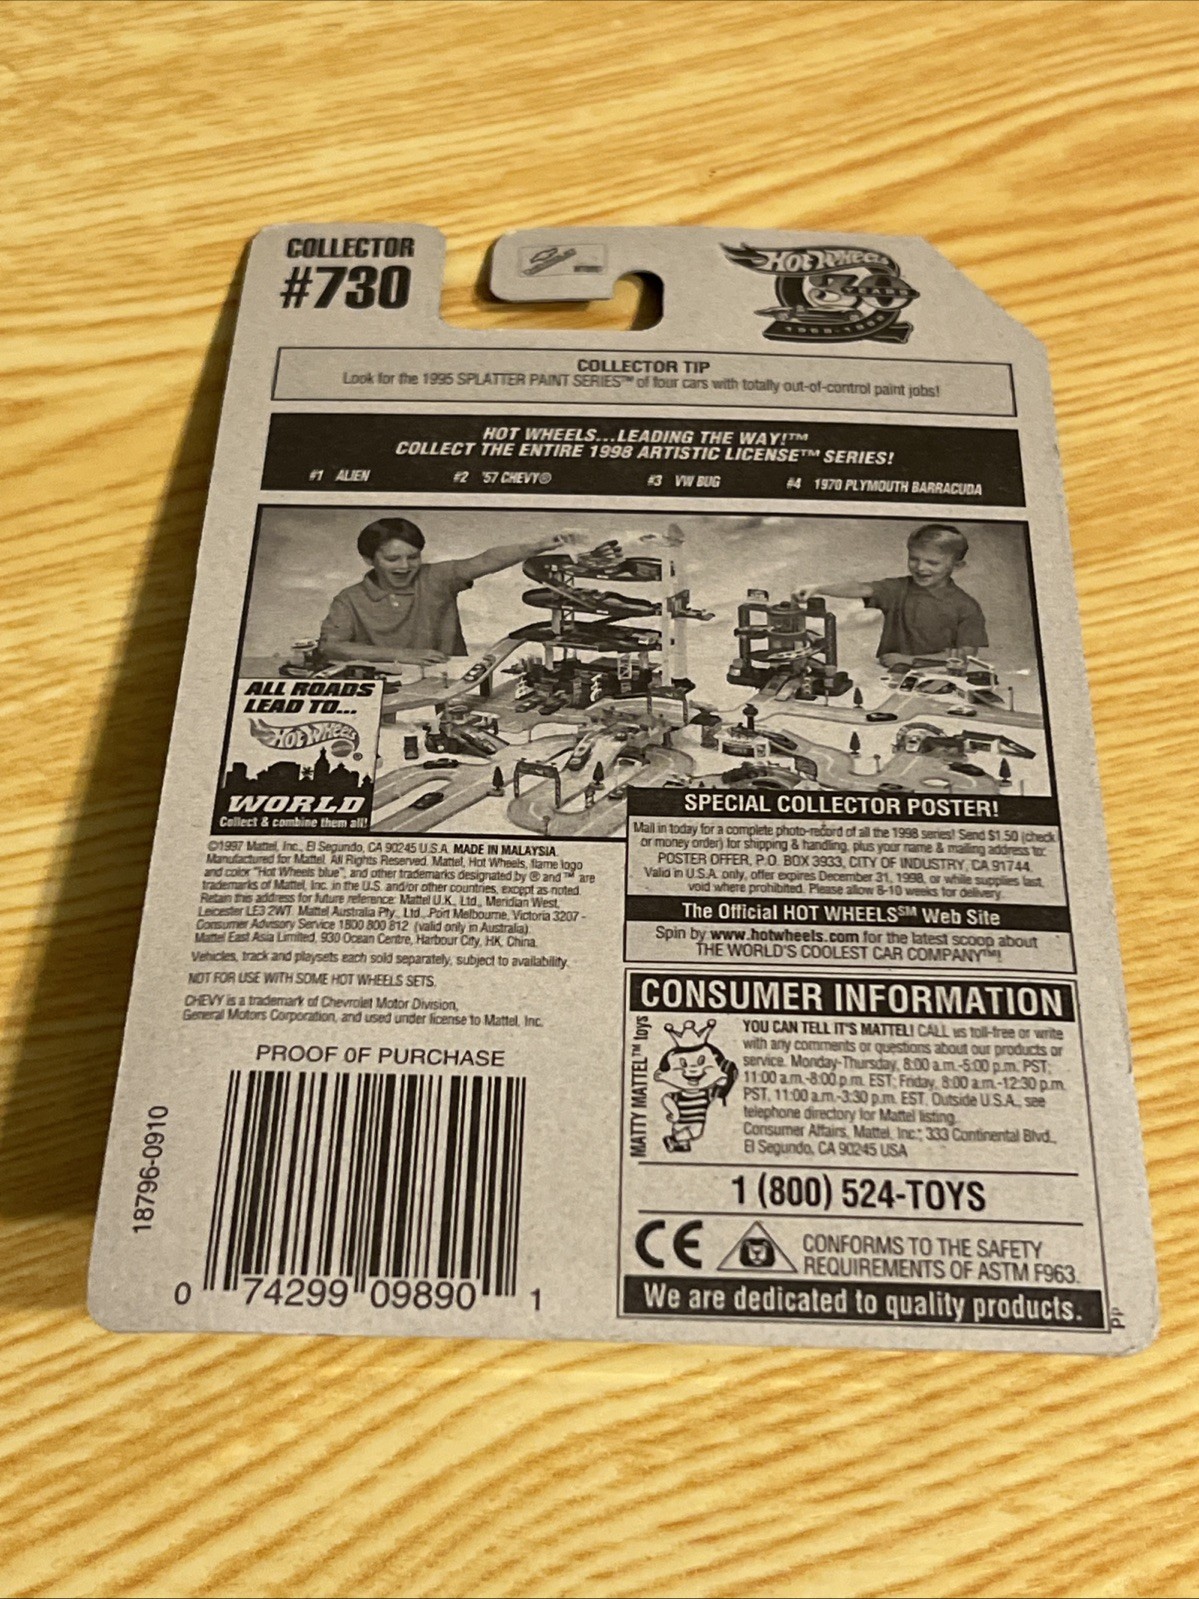 COLLECTOR
#730
HOT WHEELS
30
YEARS
COLLECTOR TIP
Look for the 1995 SPLATTER PAINT SERIES™ of four cars with totally out-of-control paint jobs!
HOT WHEELS...LEADING THE WAY!™
COLLECT THE ENTIRE 1998 ARTISTIC LICENSE™ SERIES!
#1 ALIEN #2 '57 CHEVY® #3 VW BUG #4 1970 PLYMOUTH BARRACUDA
ALL ROADS
LEAD TO...
HOT WHEELS®
WORLD
Collect & combine them all!
©1997 Mattel, Inc., El Segundo, CA 90245 U.S.A. MADE IN MALAYSIA.
Manufactured for Mattel. All Rights Reserved. Mattel, Hot Wheels, flame logo
and color "Hot Wheels blue", and other trademarks designated by ® and ™ are
trademarks of Mattel, Inc. in the U.S. and/or other countries, except as noted.
Retain this address for future reference: Mattel U.K., Ltd., Meridian West,
Leicester LE3 2WT. Mattel Australia Pty., Ltd., Port Melbourne, Victoria 3207 -
Consumer Advisory Service 1800 800 812 (valid only in Australia).
Mattel East Asia Limited, 930 Ocean Centre, Harbour City, HK, China.
Vehicles, track and playsets each sold separately, subject to availability.
NOT FOR USE WITH SOME HOT WHEELS SETS.
CHEVY is a trademark of Chevrolet Motor Division,
General Motors Corporation, and used under license to Mattel, Inc.
PROOF OF PURCHASE
18796-0910
0 74299 09890 1
SPECIAL COLLECTOR POSTER!
Mail in today for a complete photo-record of all the 1998 series! Send $1.50 (check
or money order) for shipping & handling, plus your name & mailing address to:
POSTER OFFER, P.O. BOX 3933, CITY OF INDUSTRY, CA 91744.
Valid in U.S.A. only, offer expires December 31, 1998, or while supplies last,
void where prohibited. Please allow 8-10 weeks for delivery.
The Official HOT WHEELS℠ Web Site
Spin by www.hotwheels.com for the latest scoop about
THE WORLD'S COOLEST CAR COMPANY™!
CONSUMER INFORMATION
MATTY MATTEL™ toys
YOU CAN TELL IT'S MATTEL! CALL us toll-free or write
with any comments or questions about our products or
service. Monday-Thursday, 8:00 a.m.-5:00 p.m. PST;
11:00 a.m.-8:00 p.m. EST; Friday, 8:00 a.m.-12:30 p.m.
PST, 11:00 a.m.-3:30 p.m. EST. Outside U.S.A., see
telephone directory for Mattel listing.
Consumer Affairs, Mattel, Inc.; 333 Continental Blvd.,
El Segundo, CA 90245 USA
1 (800) 524-TOYS
CE
CONFORMS TO THE SAFETY
REQUIREMENTS OF ASTM F963.
We are dedicated to quality products.
PP